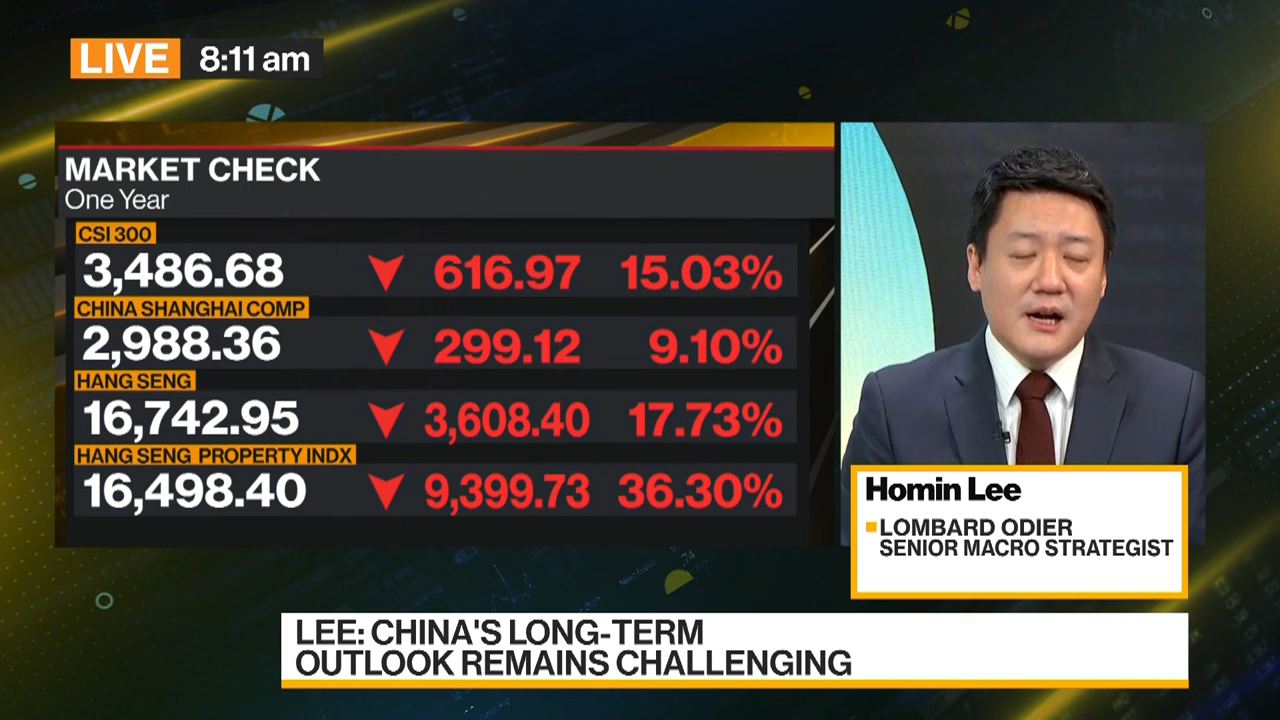 LIVE 8:11 am
MARKET CHECK
One Year
CSI 300
3,486.68 616.97 15.03%
CHINA SHANGHAI COMP
2,988.36 299.12 9.10%
HANG SENG
16,742.95 3,608.40 17.73%
HANG SENG PROPERTY INDX
16,498.40 9,399.73 36.30%
Homin Lee
LOMBARD ODIER
SENIOR MACRO STRATEGIST
LEE: CHINA'S LONG-TERM
OUTLOOK REMAINS CHALLENGING